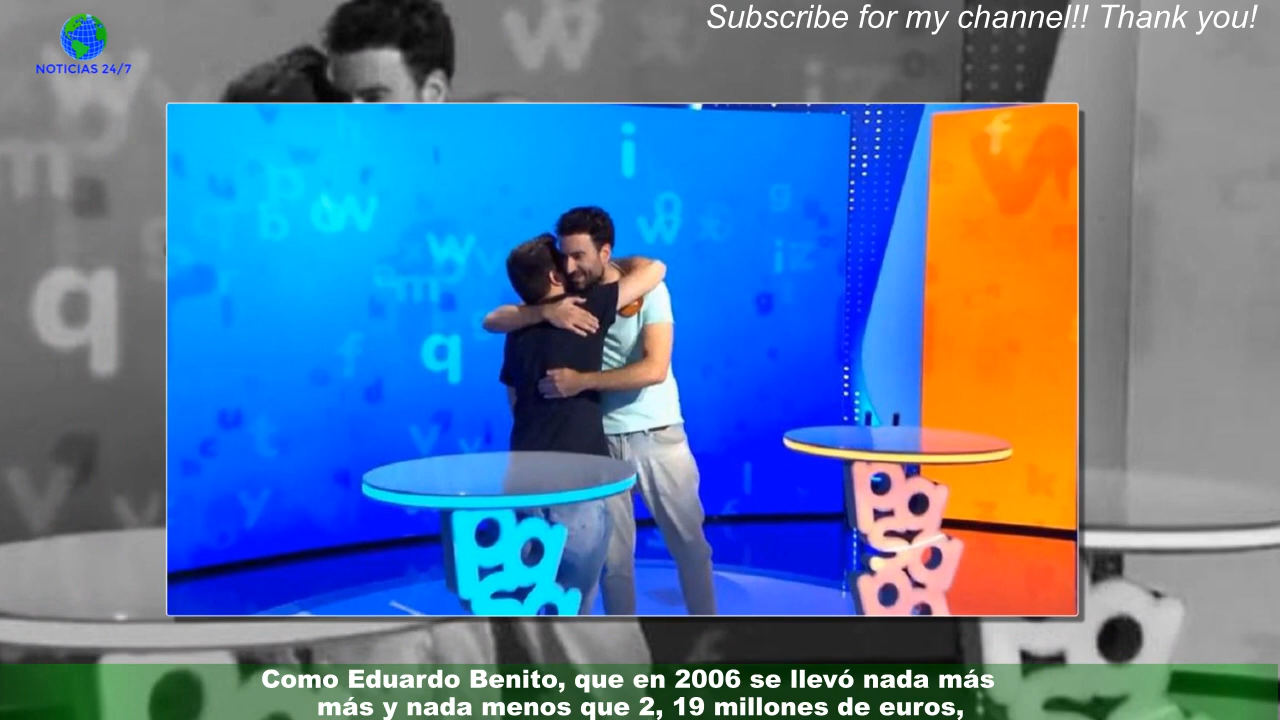 Subscribe for my channel!! Thank you!
NOTICIAS 24/7
Como Eduardo Benito, que en 2006 se llevó nada más
más y nada menos que 2, 19 millones de euros,